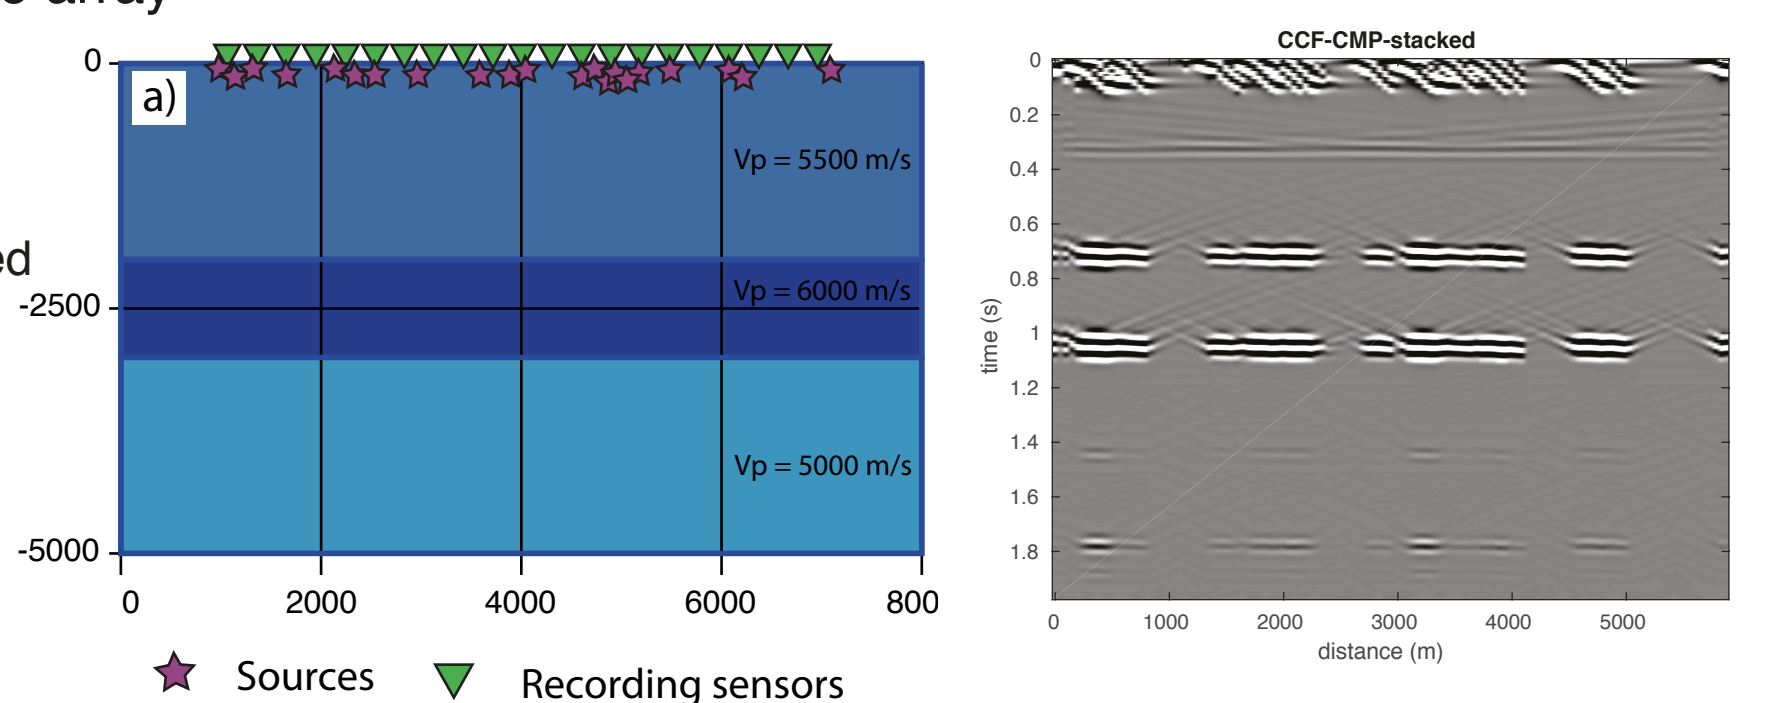 0
a)
Vp = 5500 m/s
-2500
Vp = 6000 m/s
Vp = 5000 m/s
-5000
0 2000 4000 6000 800
Sources
Recording sensors
array
ed
CCF-CMP-stacked
0
0.2
0.4
0.6
0.8
1
1.2
1.4
1.6
1.8
time (s)
0 1000 2000 3000 4000 5000
distance (m)